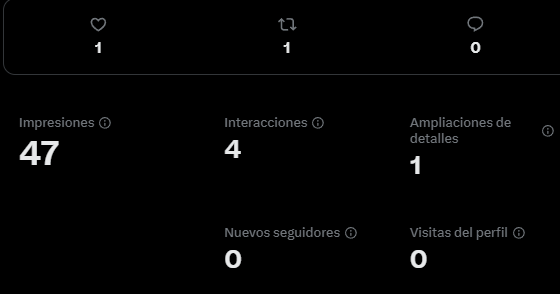 1 1 0
Impresiones Interacciones Ampliaciones de
detalles
47 4 1
Nuevos seguidores Visitas del perfil
0 0